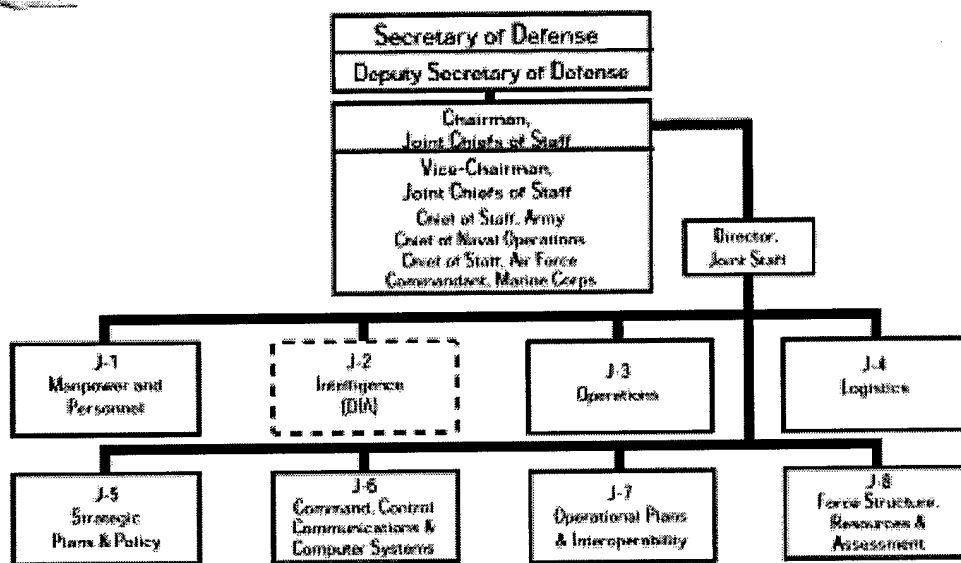 Secretary of Defense
Deputy Secretary of Defense
Chairman,
Joint Chiefs of Staff
Vice-Chairman,
Joint Chiefs of Staff
Chief of Staff, Army
Chief of Naval Operations
Chief of Staff, Air Force
Commandant, Marine Corps
Director,
Joint Staff
J-1
Manpower and
Personnel
J-2
Intelligence
(DIA)
J-3
Operations
J-4
Logistics
J-5
Strategic
Plans & Policy
J-6
Command, Control
Communications &
Computer Systems
J-7
Operational Plans
& Interoperability
J-8
Force Structure,
Resources &
Assessment